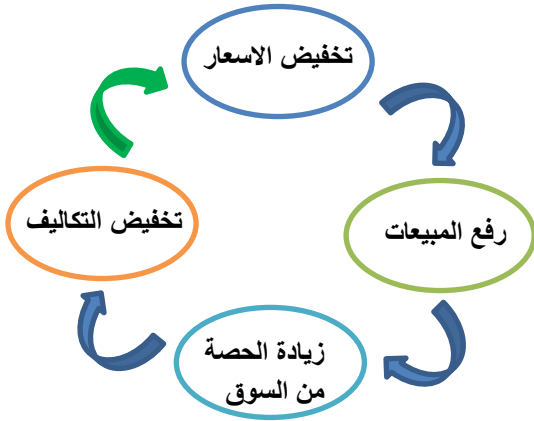 تخفيض الاسعار
رفع المبيعات
زيادة الحصة
من السوق
تخفيض التكاليف